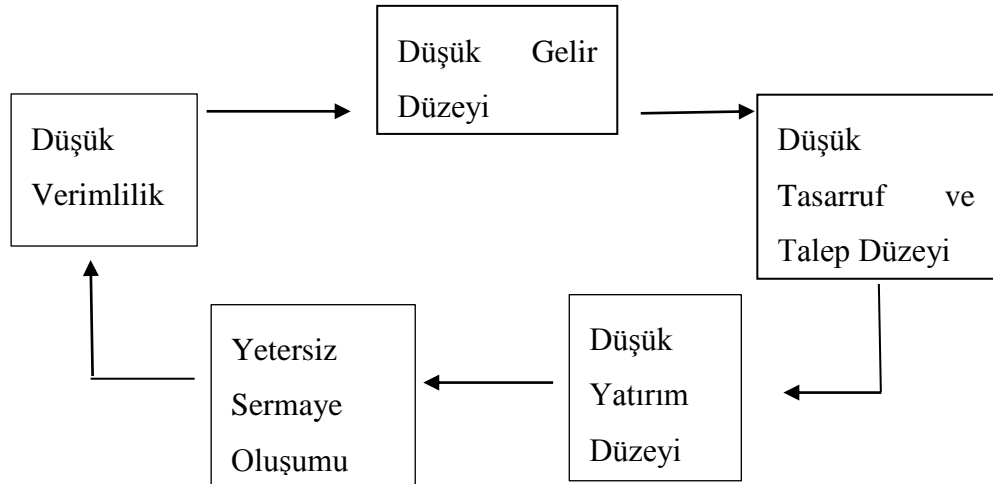 Düşük Gelir
Düzeyi
Düşük
Verimlilik
Düşük
Tasarruf ve
Talep Düzeyi
Düşük
Yatırım
Düzeyi
Yetersiz
Sermaye
Oluşumu